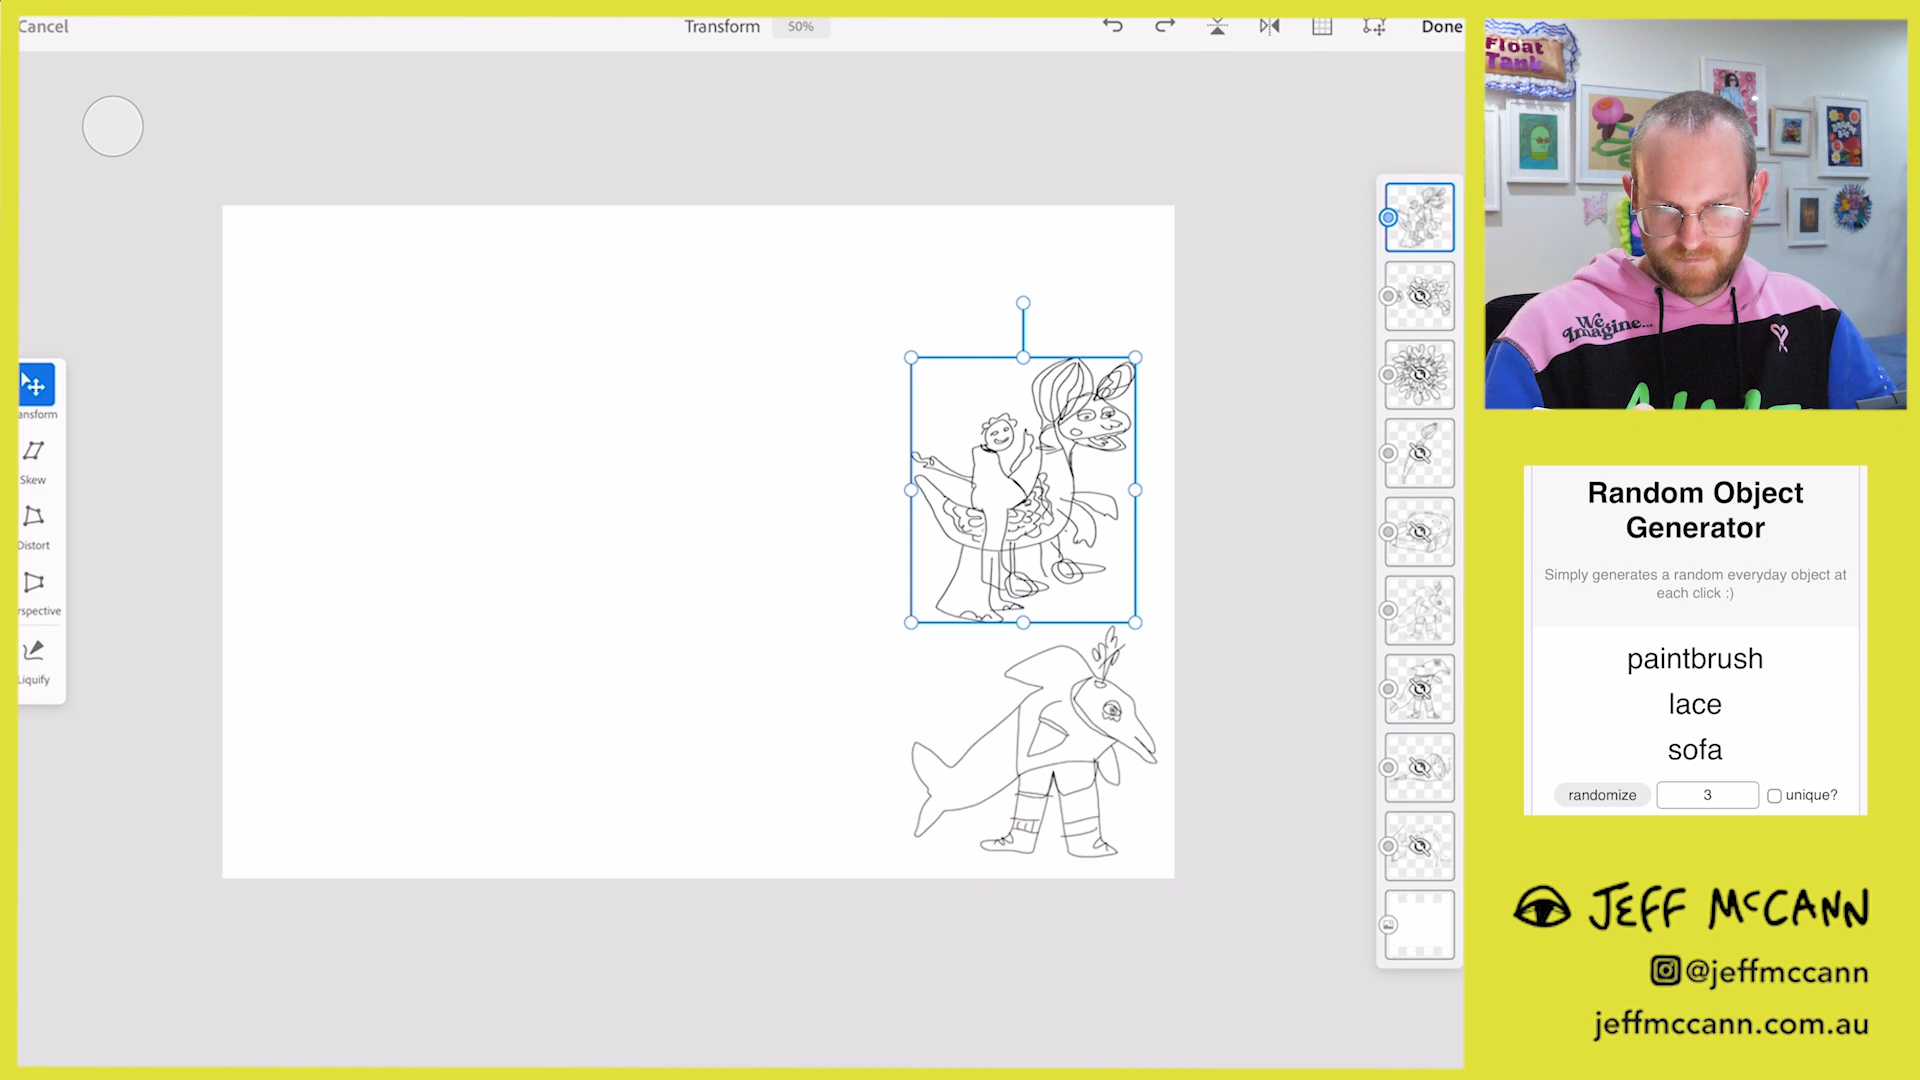 Cancel
Transform 50%
Done
ansform
Skew
Distort
rspective
Liquify
Float
Tank
We
Imagine...
Random Object
Generator
Simply generates a random everyday object at
each click :)
paintbrush
lace
sofa
randomize 3 unique?
JEFF McCANN
@jeffmccann
jeffmccann.com.au